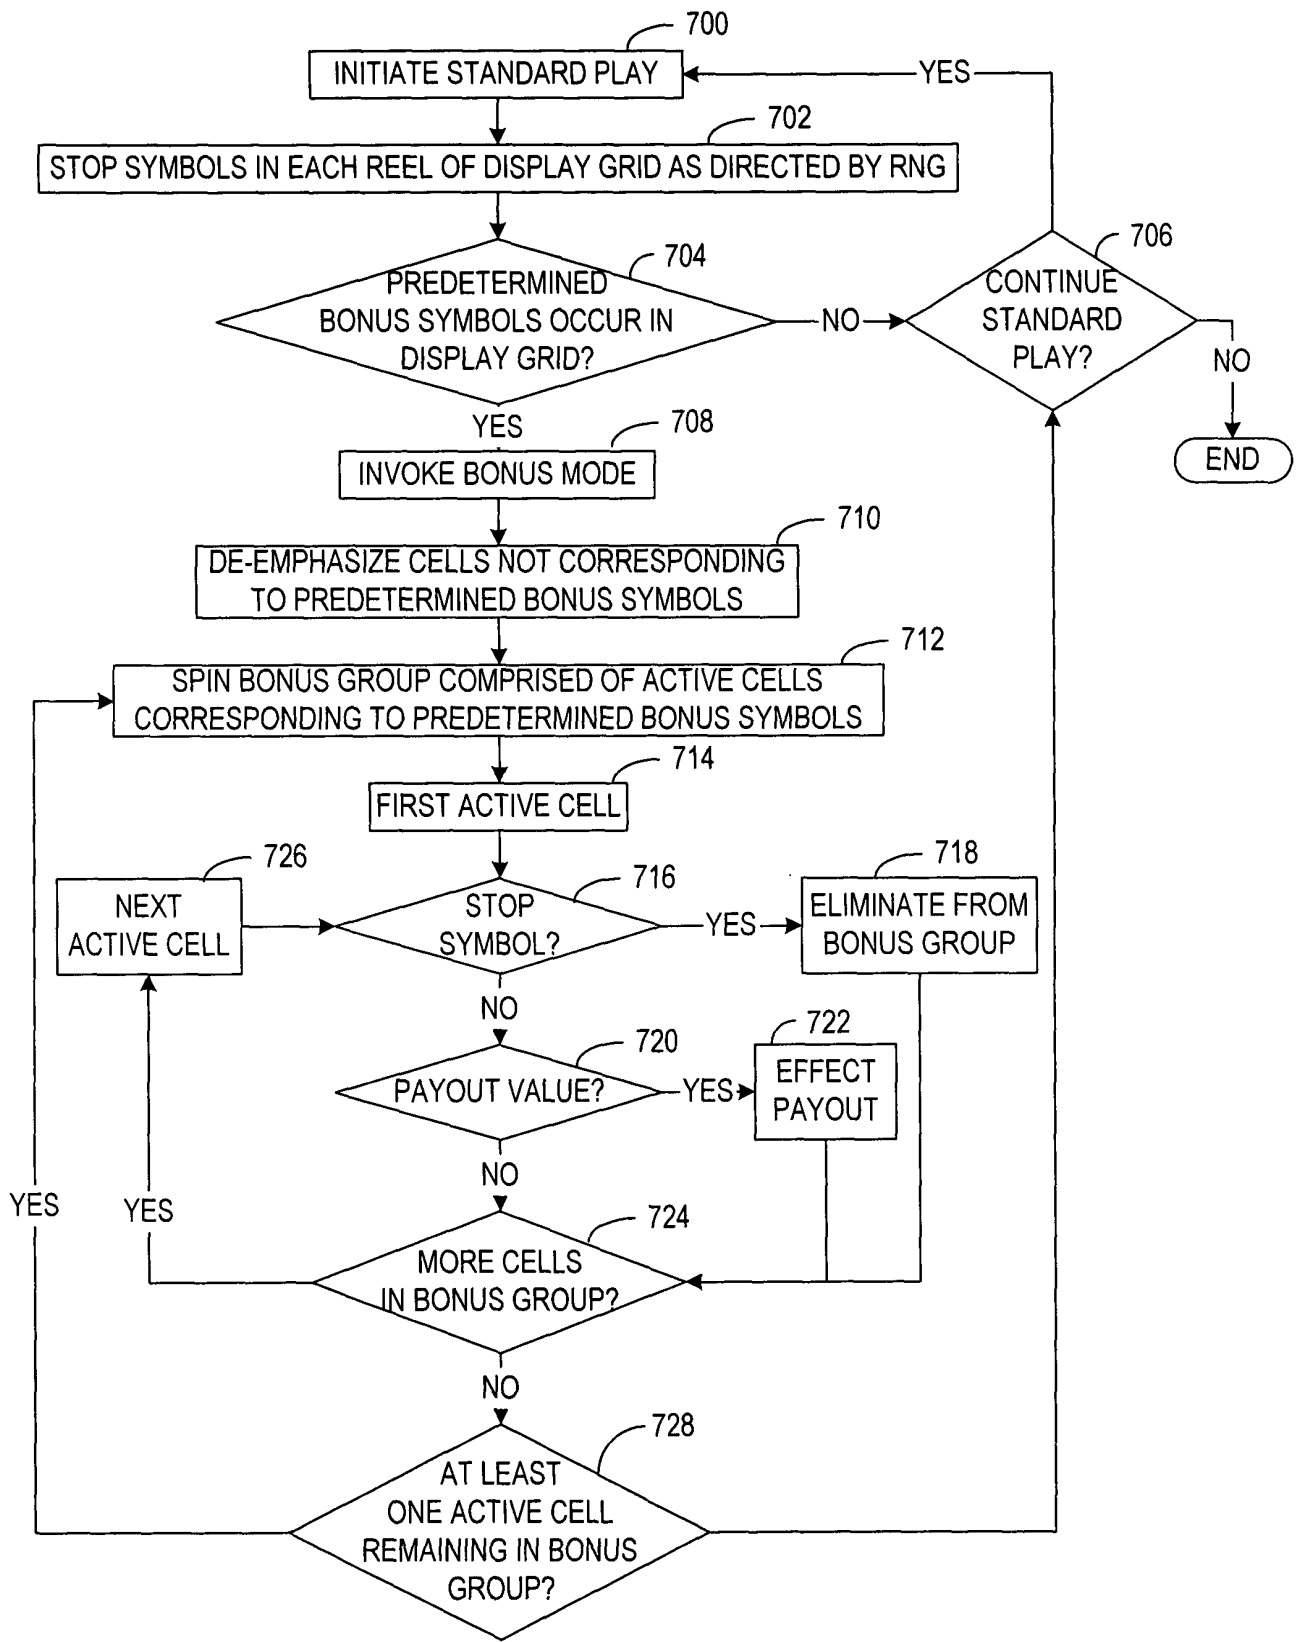 700
INITIATE STANDARD PLAY
YES
702
STOP SYMBOLS IN EACH REEL OF DISPLAY GRID AS DIRECTED BY RNG
704
PREDETERMINED
BONUS SYMBOLS OCCUR IN
DISPLAY GRID?
NO
706
CONTINUE
STANDARD
PLAY?
NO
END
YES
708
INVOKE BONUS MODE
710
DE-EMPHASIZE CELLS NOT CORRESPONDING
TO PREDETERMINED BONUS SYMBOLS
712
SPIN BONUS GROUP COMPRISED OF ACTIVE CELLS
CORRESPONDING TO PREDETERMINED BONUS SYMBOLS
714
FIRST ACTIVE CELL
726
NEXT
ACTIVE CELL
716
STOP
SYMBOL?
YES
718
ELIMINATE FROM
BONUS GROUP
NO
720
PAYOUT VALUE?
YES
722
EFFECT
PAYOUT
NO
YES
YES
724
MORE CELLS
IN BONUS GROUP?
NO
728
AT LEAST
ONE ACTIVE CELL
REMAINING IN BONUS
GROUP?